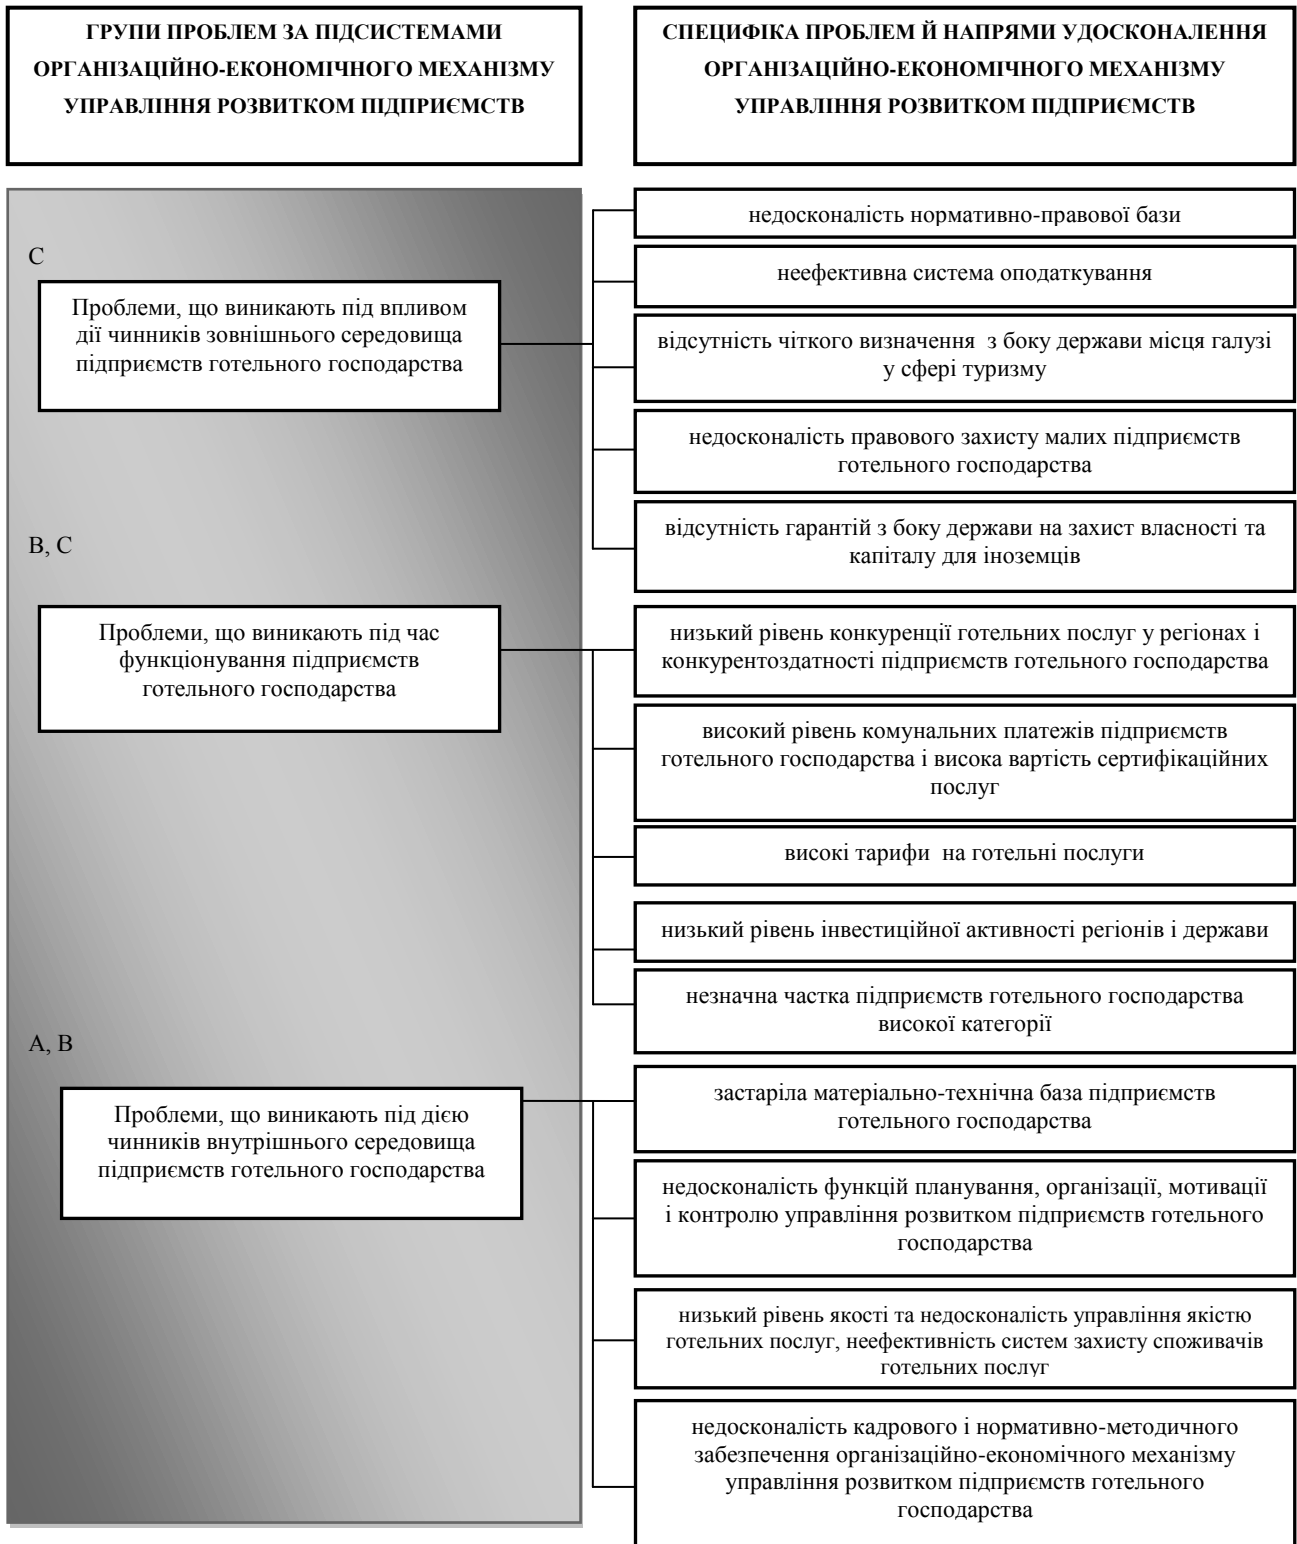 ГРУПИ ПРОБЛЕМ ЗА ПІДСИСТЕМАМИ
ОРГАНІЗАЦІЙНО-ЕКОНОМІЧНОГО МЕХАНІЗМУ
УПРАВЛІННЯ РОЗВИТКОМ ПІДПРИЄМСТВ
СПЕЦИФІКА ПРОБЛЕМ Й НАПРЯМИ УДОСКОНАЛЕННЯ
ОРГАНІЗАЦІЙНО-ЕКОНОМІЧНОГО МЕХАНІЗМУ
УПРАВЛІННЯ РОЗВИТКОМ ПІДПРИЄМСТВ
С
Проблеми, що виникають під впливом
дії чинників зовнішнього середовища
підприємств готельного господарства
недосконалість нормативно-правової бази
неефективна система оподаткування
відсутність чіткого визначення з боку держави місця галузі
у сфері туризму
недосконалість правового захисту малих підприємств
готельного господарства
відсутність гарантій з боку держави на захист власності та
капіталу для іноземців
В, С
Проблеми, що виникають під час
функціонування підприємств
готельного господарства
низький рівень конкуренції готельних послуг у регіонах і
конкурентоздатності підприємств готельного господарства
високий рівень комунальних платежів підприємств
готельного господарства і висока вартість сертифікаційних
послуг
високі тарифи на готельні послуги
низький рівень інвестиційної активності регіонів і держави
незначна частка підприємств готельного господарства
високої категорії
А, В
Проблеми, що виникають під дією
чинників внутрішнього середовища
підприємств готельного господарства
застаріла матеріально-технічна база підприємств
готельного господарства
недосконалість функцій планування, організації, мотивації
і контролю управління розвитком підприємств готельного
господарства
низький рівень якості та недосконалість управління якістю
готельних послуг, неефективність систем захисту споживачів
готельних послуг
недосконалість кадрового і нормативно-методичного
забезпечення організаційно-економічного механізму
управління розвитком підприємств готельного
господарства